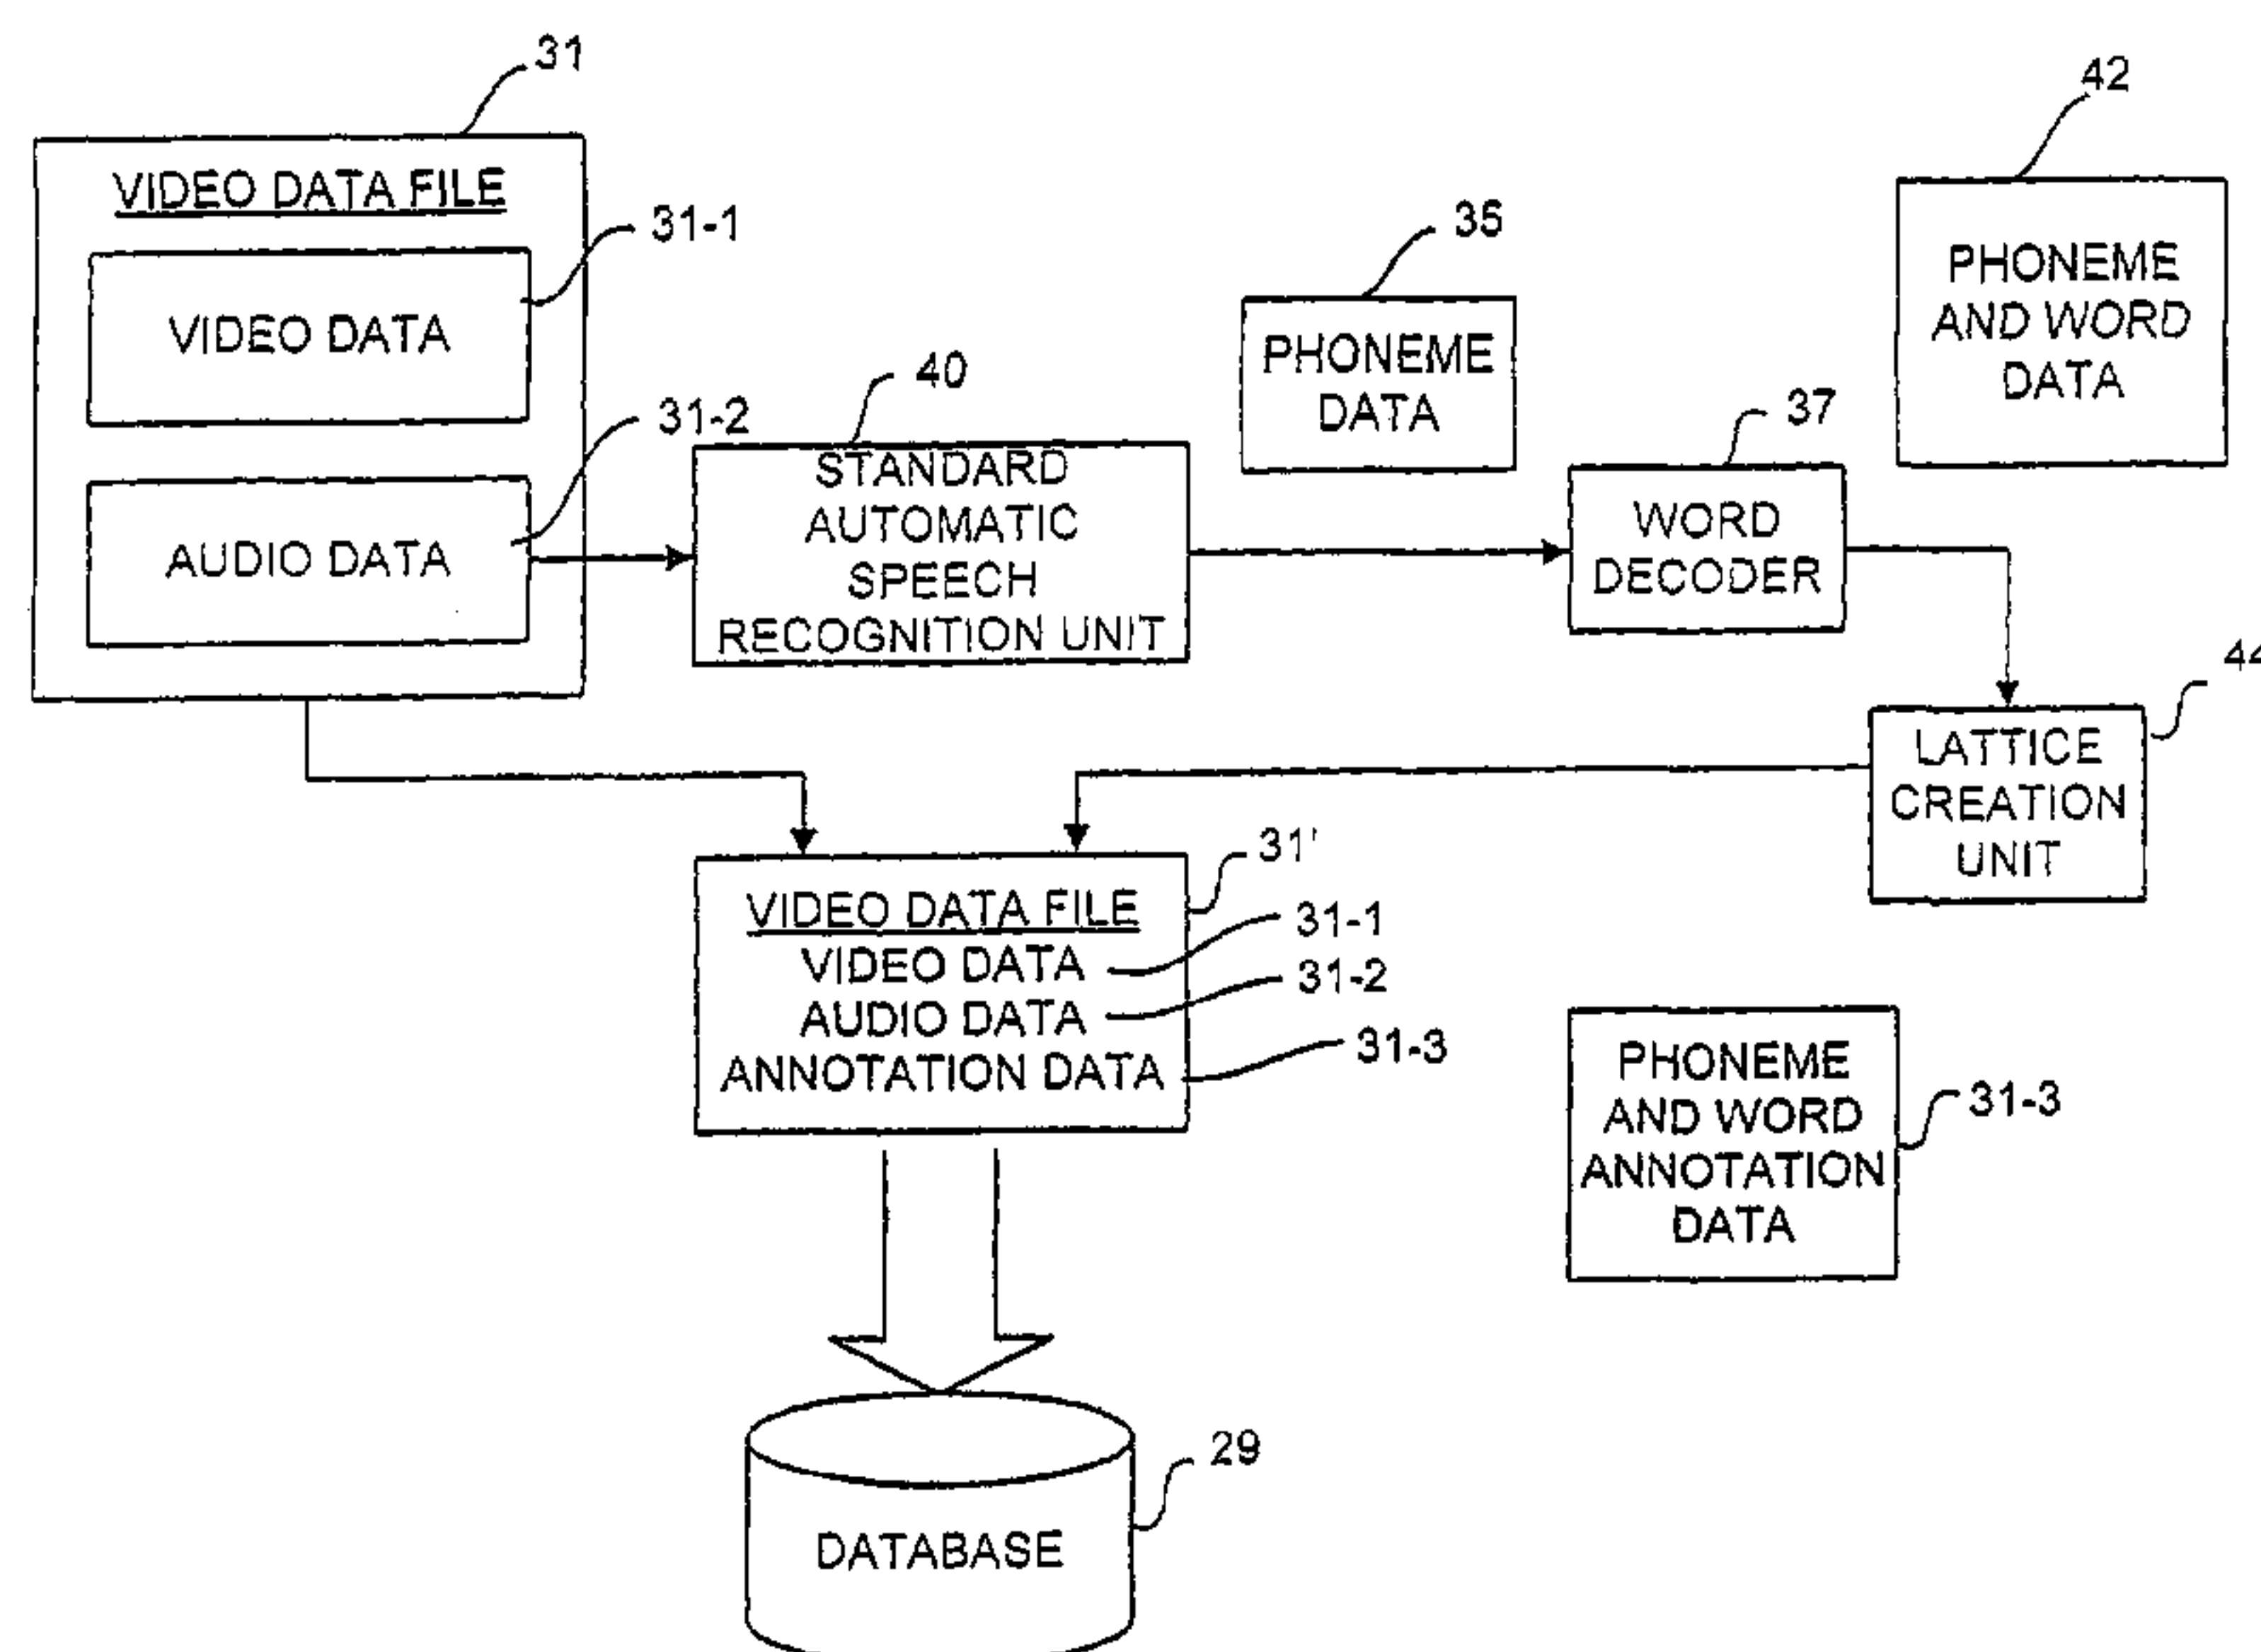 31
VIDEO DATA FILE
31-1
VIDEO DATA
31-2
AUDIO DATA
40
STANDARD
AUTOMATIC
SPEECH
RECOGNITION UNIT
35
PHONEME
DATA
37
WORD
DECODER
42
PHONEME
AND WORD
DATA
44
LATTICE
CREATION
UNIT
31'
VIDEO DATA FILE
VIDEO DATA
31-1
AUDIO DATA
31-2
ANNOTATION DATA
31-3
PHONEME
AND WORD
ANNOTATION
DATA
31-3
29
DATABASE